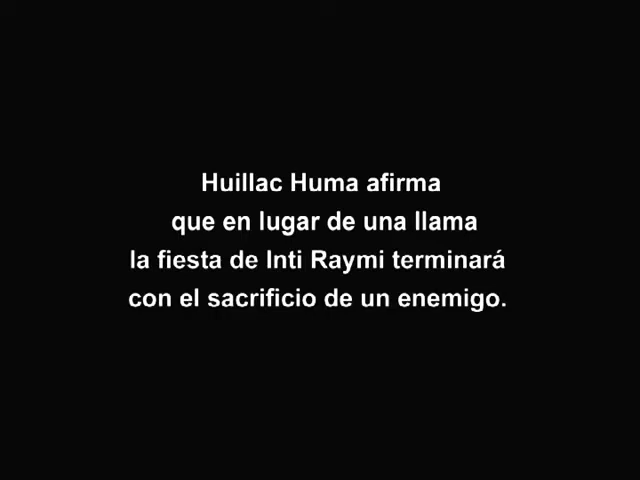 Huillac Huma afirma
que en lugar de una llama
la fiesta de Inti Raymi terminará
con el sacrificio de un enemigo.